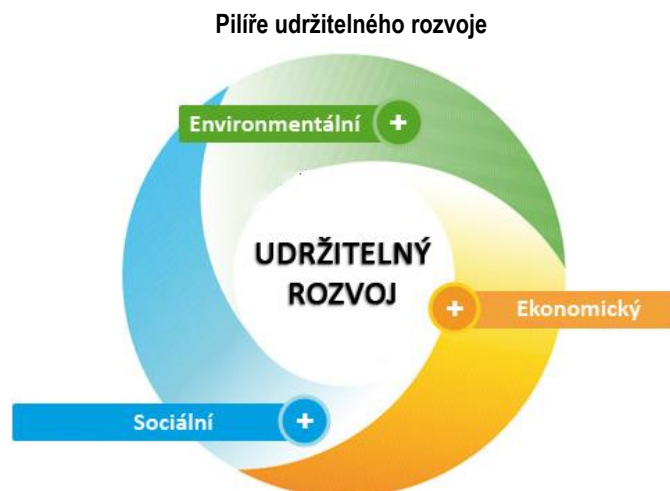 Pilíře udržitelného rozvoje
Environmentální +
UDRŽITELNÝ
ROZVOJ
+ Ekonomický
Sociální +